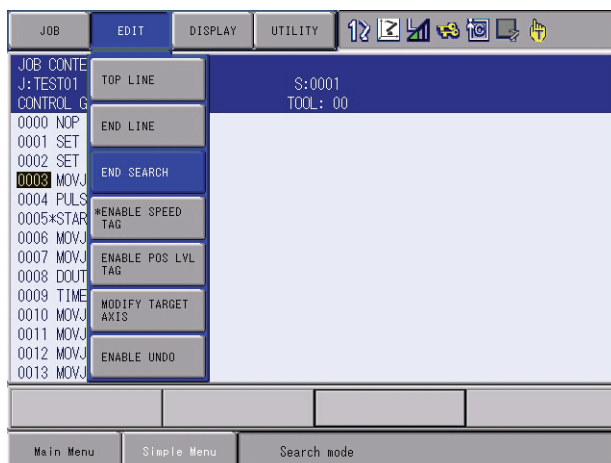 JOB EDIT DISPLAY UTILITY
JOB CONTE
J:TEST01 S:0001
CONTROL G TOOL: 00
0000 NOP
0001 SET
0002 SET
0003 MOVJ
0004 PULS
0005*STAR
0006 MOVJ
0007 MOVJ
0008 DOUT
0009 TIME
0010 MOVJ
0011 MOVJ
0012 MOVJ
0013 MOVJ
TOP LINE
END LINE
END SEARCH
*ENABLE SPEED
TAG
ENABLE POS LVL
TAG
MODIFY TARGET
AXIS
ENABLE UNDO
Main Menu Simple Menu Search mode